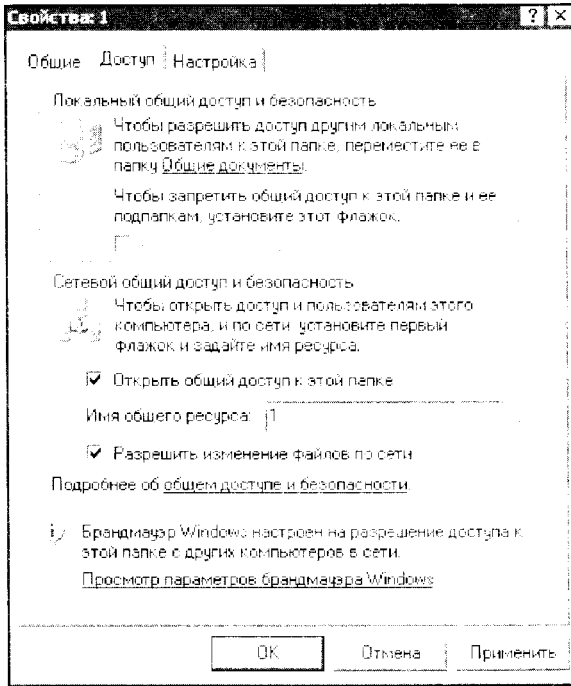 Свойства: 1
? ×
Общие Доступ Настройка
Локальный общий доступ и безопасность
Чтобы разрешить доступ другим локальным
пользователям к этой папке, переместите ее в
папку Общие документы.
Чтобы запретить общий доступ к этой папке и ее
подпапкам, установите этот флажок.
Сетевой общий доступ и безопасность
Чтобы открыть доступ и пользователям этого
компьютера, и по сети, установите первый
флажок и задайте имя ресурса.
Открыть общий доступ к этой папке
Имя общего ресурса: 1
Разрешить изменение файлов по сети
Подробнее об общем доступе и безопасности.
Брандмауэр Windows настроен на разрешение доступа к
этой папке с других компьютеров в сети.
Просмотр параметров брандмауэра Windows
OK Отмена Применить